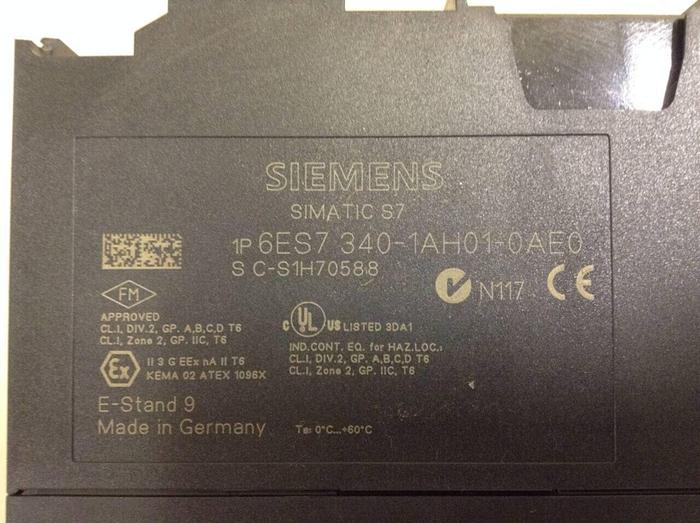 SIEMENS
SIMATIC S7
1P 6ES7 340-1AH01-0AE0
S C-S1H70588
N117 CE
FM
APPROVED
CL.I, DIV.2, GP. A,B,C,D T6
CL.I, Zone 2, GP. IIC, T6
C UL US LISTED 3DA1
IND.CONT. EQ. for HAZ.LOC.:
CL.I, DIV.2, GP. A,B,C,D T6
CL.I, Zone 2, GP. IIC, T6
Ex II 3 G EEx nA II T6
KEMA 02 ATEX 1096X
E-Stand 9
Made in Germany
Ta: 0°C...+60°C